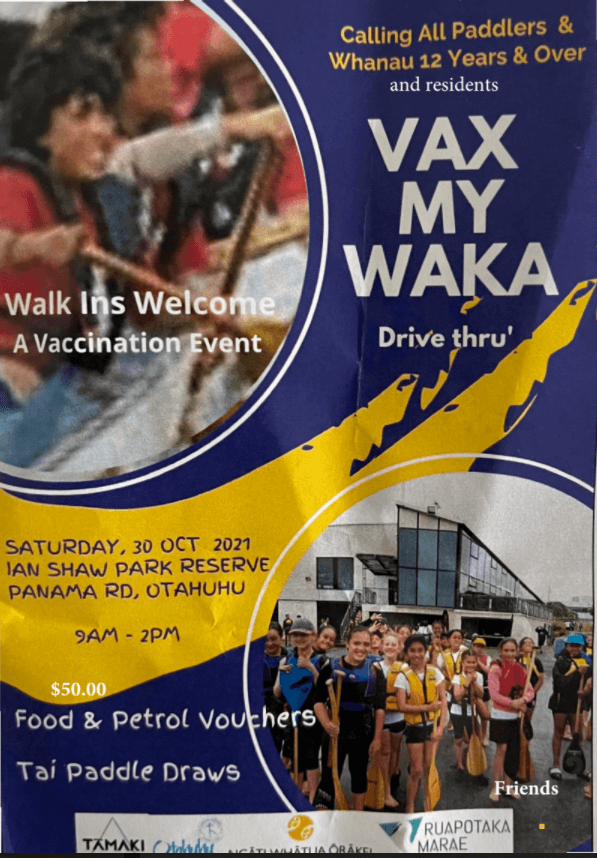 Calling All Paddlers &
Whanau 12 Years & Over
and residents
VAX
MY
WAKA
Drive thru'
Walk Ins Welcome
A Vaccination Event
SATURDAY, 30 OCT 2021
IAN SHAW PARK RESERVE
PANAMA RD, OTAHUHU
9AM - 2PM
$50.00
Food & Petrol Vouchers
Tai Paddle Draws
Friends
TĀMAKI
NGĀTI WHĀTUA ŌRĀKEI
RUAPOTAKA
MARAE